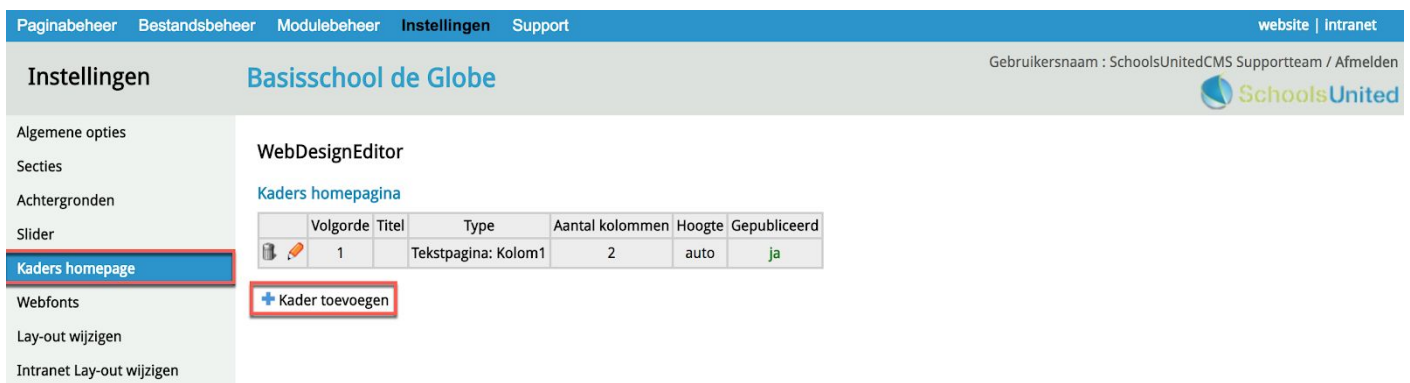 Paginabeheer Bestandsbeheer Modulebeheer Instellingen Support website | intranet
Instellingen Basisschool de Globe Gebruikersnaam : SchoolsUnitedCMS Supportteam / Afmelden
SchoolsUnited
Algemene opties
Secties
Achtergronden
Slider
Kaders homepage
Webfonts
Lay-out wijzigen
Intranet Lay-out wijzigen
WebDesignEditor
Kaders homepagina
Volgorde Titel Type Aantal kolommen Hoogte Gepubliceerd
1 Tekstpagina: Kolom1 2 auto ja
Kader toevoegen